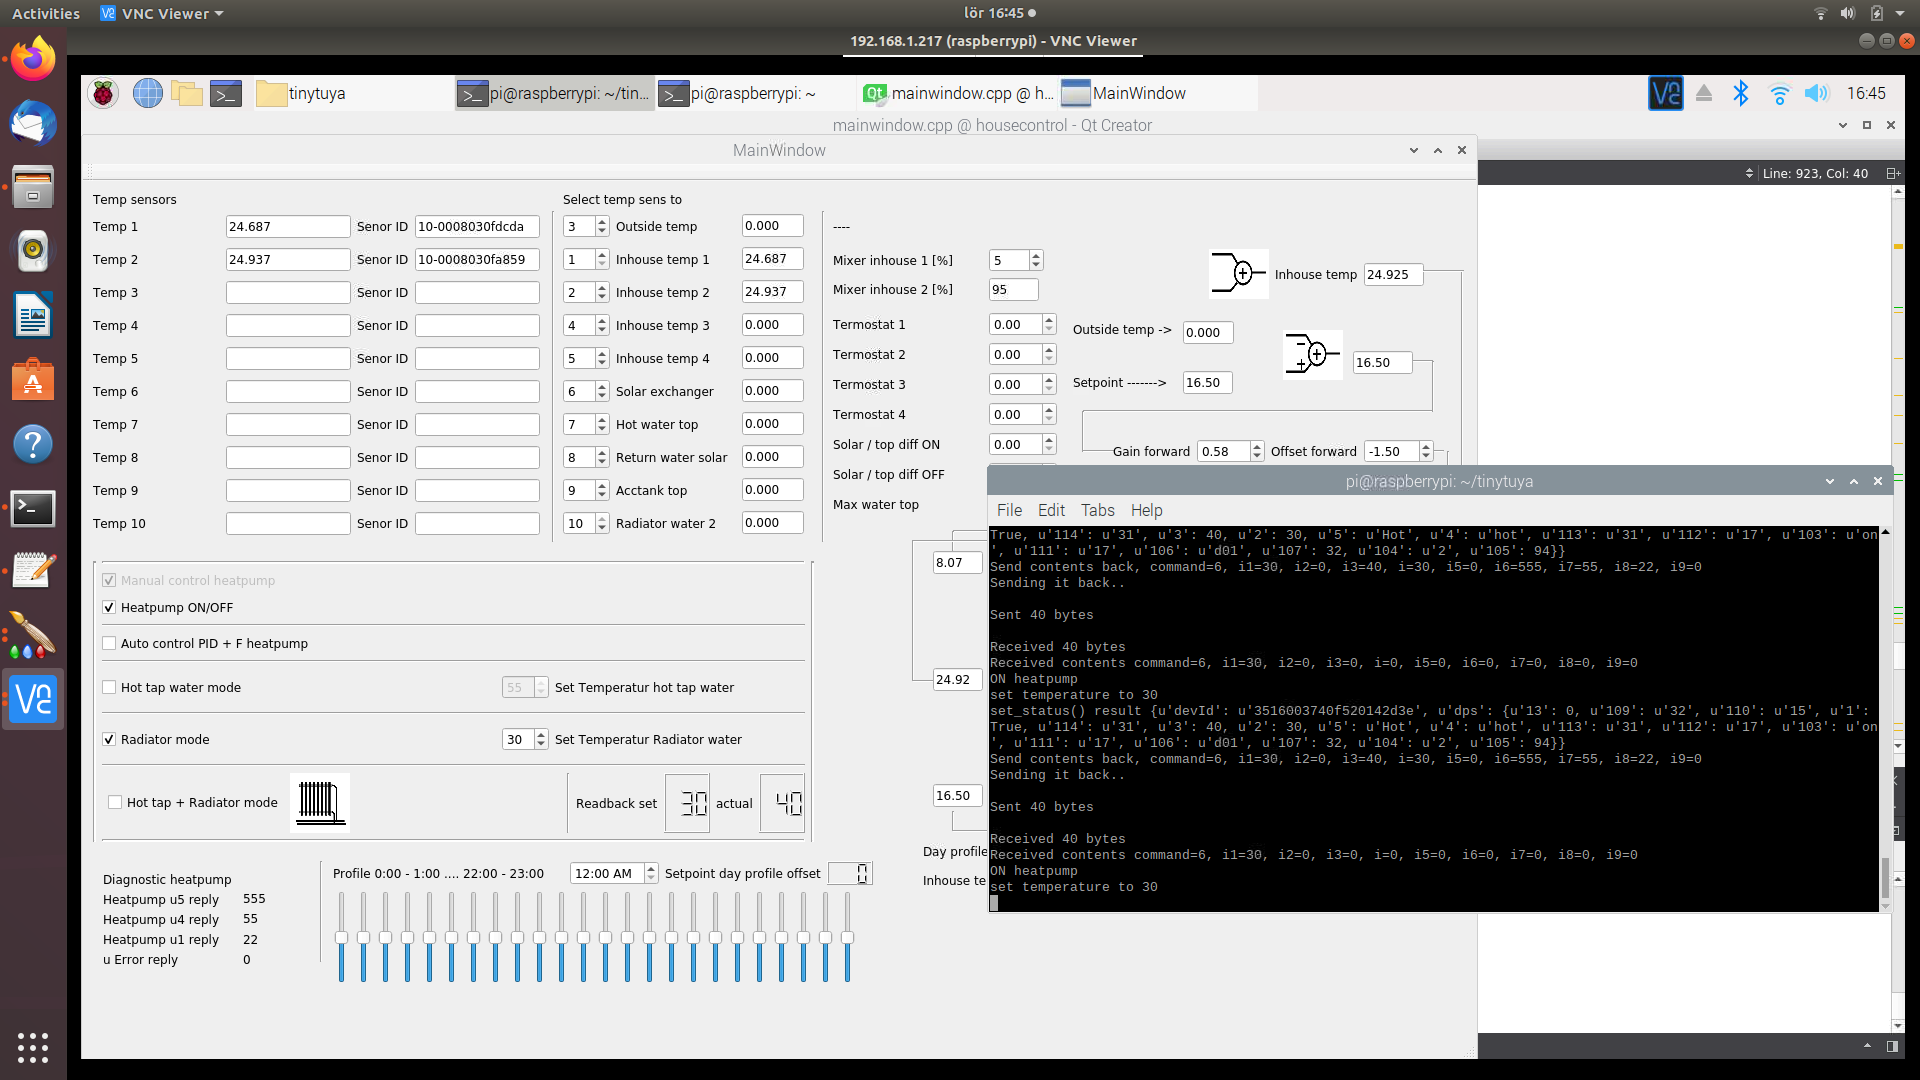 Activities VNC Viewer lör 16:45
192.168.1.217 (raspberrypi) - VNC Viewer
tinytuya pi@raspberrypi: ~/tin... pi@raspberrypi: ~ Qt mainwindow.cpp @ h... MainWindow 16:45
mainwindow.cpp @ housecontrol - Qt Creator
MainWindow
Line: 923, Col: 40
Temp sensors
Temp 1 24.687 Senor ID 10-0008030fdcda
Temp 2 24.937 Senor ID 10-0008030fa859
Temp 3 Senor ID
Temp 4 Senor ID
Temp 5 Senor ID
Temp 6 Senor ID
Temp 7 Senor ID
Temp 8 Senor ID
Temp 9 Senor ID
Temp 10 Senor ID
Select temp sens to
3 Outside temp 0.000
1 Inhouse temp 1 24.687
2 Inhouse temp 2 24.937
4 Inhouse temp 3 0.000
5 Inhouse temp 4 0.000
6 Solar exchanger 0.000
7 Hot water top 0.000
8 Return water solar 0.000
9 Acctank top 0.000
10 Radiator water 2 0.000
----
Mixer inhouse 1 [%] 5
Mixer inhouse 2 [%] 95
Termostat 1 0.00
Termostat 2 0.00
Termostat 3 0.00
Termostat 4 0.00
Solar / top diff ON 0.00
Solar / top diff OFF
Max water top
Inhouse temp 24.925
Outside temp -> 0.000
16.50
Setpoint -------> 16.50
Gain forward 0.58 Offset forward -1.50
8.07
24.92
16.50
Day profile
Inhouse te
Manual control heatpump
Heatpump ON/OFF
Auto control PID + F heatpump
Hot tap water mode 55 Set Temperatur hot tap water
Radiator mode 30 Set Temperatur Radiator water
Hot tap + Radiator mode Readback set 30 actual 40
Diagnostic heatpump
Heatpump u5 reply 555
Heatpump u4 reply 55
Heatpump u1 reply 22
u Error reply 0
Profile 0:00 - 1:00 .... 22:00 - 23:00 12:00 AM Setpoint day profile offset 0
pi@raspberrypi: ~/tinytuya
File Edit Tabs Help
True, u'114': u'31', u'3': 40, u'2': 30, u'5': u'Hot', u'4': u'hot', u'113': u'31', u'112': u'17', u'103': u'on
', u'111': u'17', u'106': u'd01', u'107': 32, u'104': u'2', u'105': 94}}
Send contents back, command=6, i1=30, i2=0, i3=40, i=30, i5=0, i6=555, i7=55, i8=22, i9=0
Sending it back..
Sent 40 bytes
Received 40 bytes
Received contents command=6, i1=30, i2=0, i3=0, i=0, i5=0, i6=0, i7=0, i8=0, i9=0
ON heatpump
set temperature to 30
set_status() result {u'devId': u'3516003740f520142d3e', u'dps': {u'13': 0, u'109': u'32', u'110': u'15', u'1':
True, u'114': u'31', u'3': 40, u'2': 30, u'5': u'Hot', u'4': u'hot', u'113': u'31', u'112': u'17', u'103': u'on
', u'111': u'17', u'106': u'd01', u'107': 32, u'104': u'2', u'105': 94}}
Send contents back, command=6, i1=30, i2=0, i3=40, i=30, i5=0, i6=555, i7=55, i8=22, i9=0
Sending it back..
Sent 40 bytes
Received 40 bytes
Received contents command=6, i1=30, i2=0, i3=0, i=0, i5=0, i6=0, i7=0, i8=0, i9=0
ON heatpump
set temperature to 30